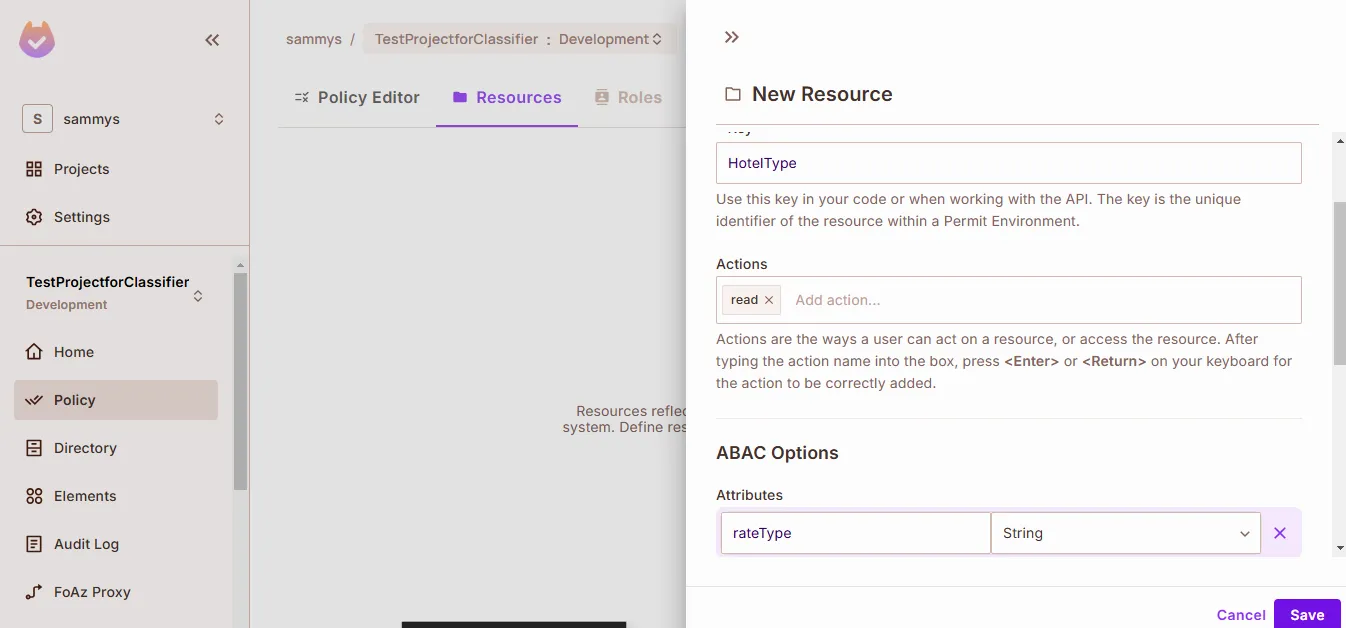 sammys / TestProjectforClassifier : Development
S sammys
Projects
Settings
TestProjectforClassifier
Development
Home
Policy
Directory
Elements
Audit Log
FoAz Proxy
Policy Editor Resources Roles
Resources reflec
system. Define res
New Resource
Key
HotelType
Use this key in your code or when working with the API. The key is the unique
identifier of the resource within a Permit Environment.
Actions
read Add action...
Actions are the ways a user can act on a resource, or access the resource. After
typing the action name into the box, press <Enter> or <Return> on your keyboard for
the action to be correctly added.
ABAC Options
Attributes
rateType String
Cancel Save